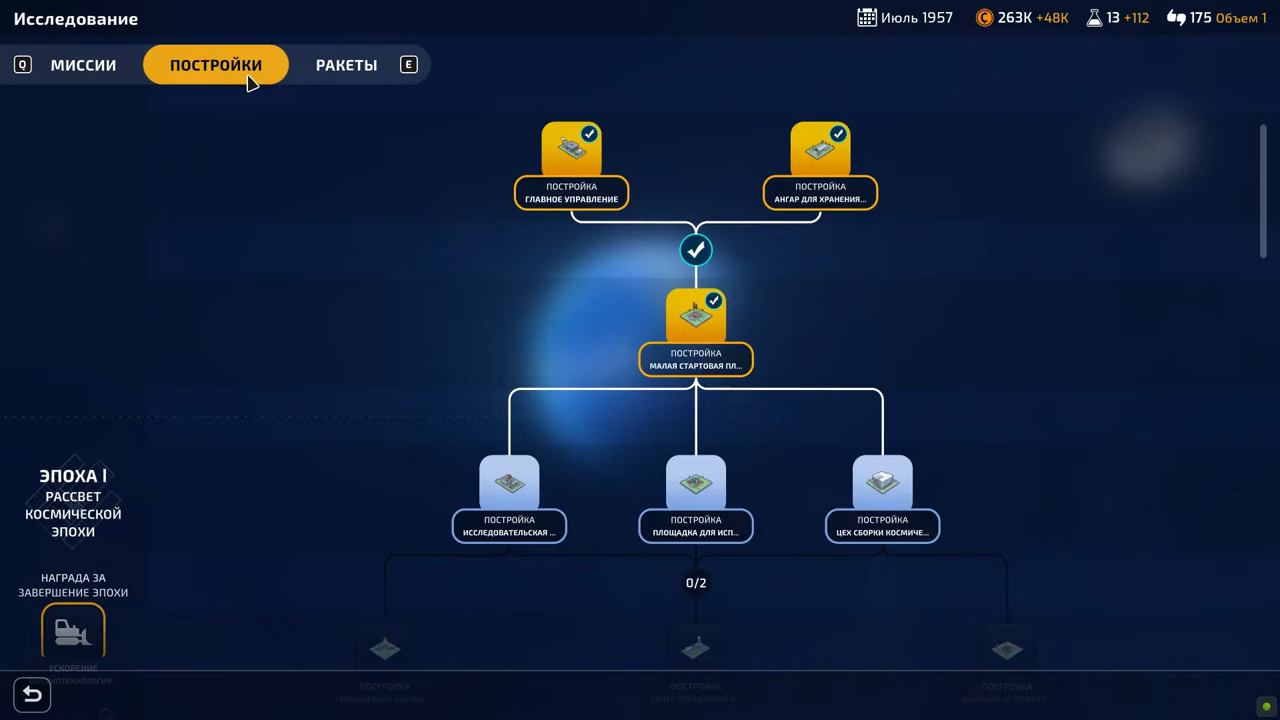 Исследование
Июль 1957
263K +48K
13 +112
175 Объем 1
Q
МИССИИ
ПОСТРОЙКИ
РАКЕТЫ
E
ПОСТРОЙКА
ГЛАВНОЕ УПРАВЛЕНИЕ
ПОСТРОЙКА
АНГАР ДЛЯ ХРАНЕНИЯ...
ПОСТРОЙКА
МАЛАЯ СТАРТОВАЯ ПЛ...
ЭПОХА I
РАССВЕТ
КОСМИЧЕСКОЙ
ЭПОХИ
ПОСТРОЙКА
ИССЛЕДОВАТЕЛЬСКАЯ ...
ПОСТРОЙКА
ПЛОЩАДКА ДЛЯ ИСП...
ПОСТРОЙКА
ЦЕХ СБОРКИ КОСМИЧЕ...
0/2
НАГРАДА ЗА
ЗАВЕРШЕНИЕ ЭПОХИ
УСКОРЕНИЕ
ПОСТРОЙКА
ПОСТРОЙКА
ПОСТРОЙКА